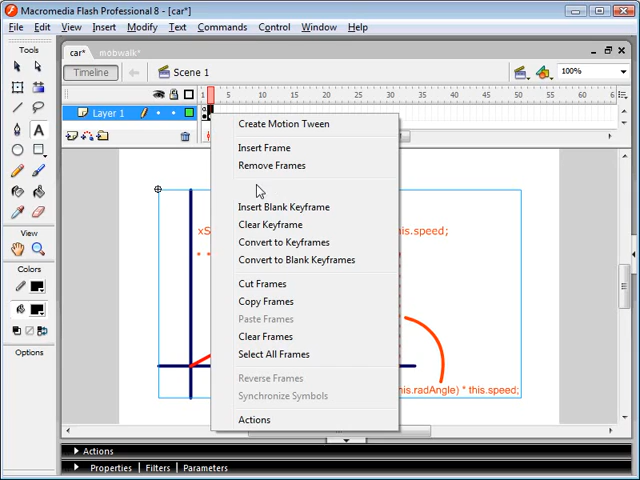 Macromedia Flash Professional 8 - [car*]
File Edit View Insert Modify Text Commands Control Window Help
car* mobwalk*
Timeline Scene 1 100%
Tools
1 5 10 15 20 25 30 35 40 45 50
Layer 1
Create Motion Tween
Insert Frame
Remove Frames
Insert Blank Keyframe
Clear Keyframe
Convert to Keyframes
Convert to Blank Keyframes
Cut Frames
Copy Frames
Paste Frames
Clear Frames
Select All Frames
Reverse Frames
Synchronize Symbols
Actions
View
Colors
Options
xS
this.speed;
his.radAngle) * this.speed;
Actions
Properties Filters Parameters